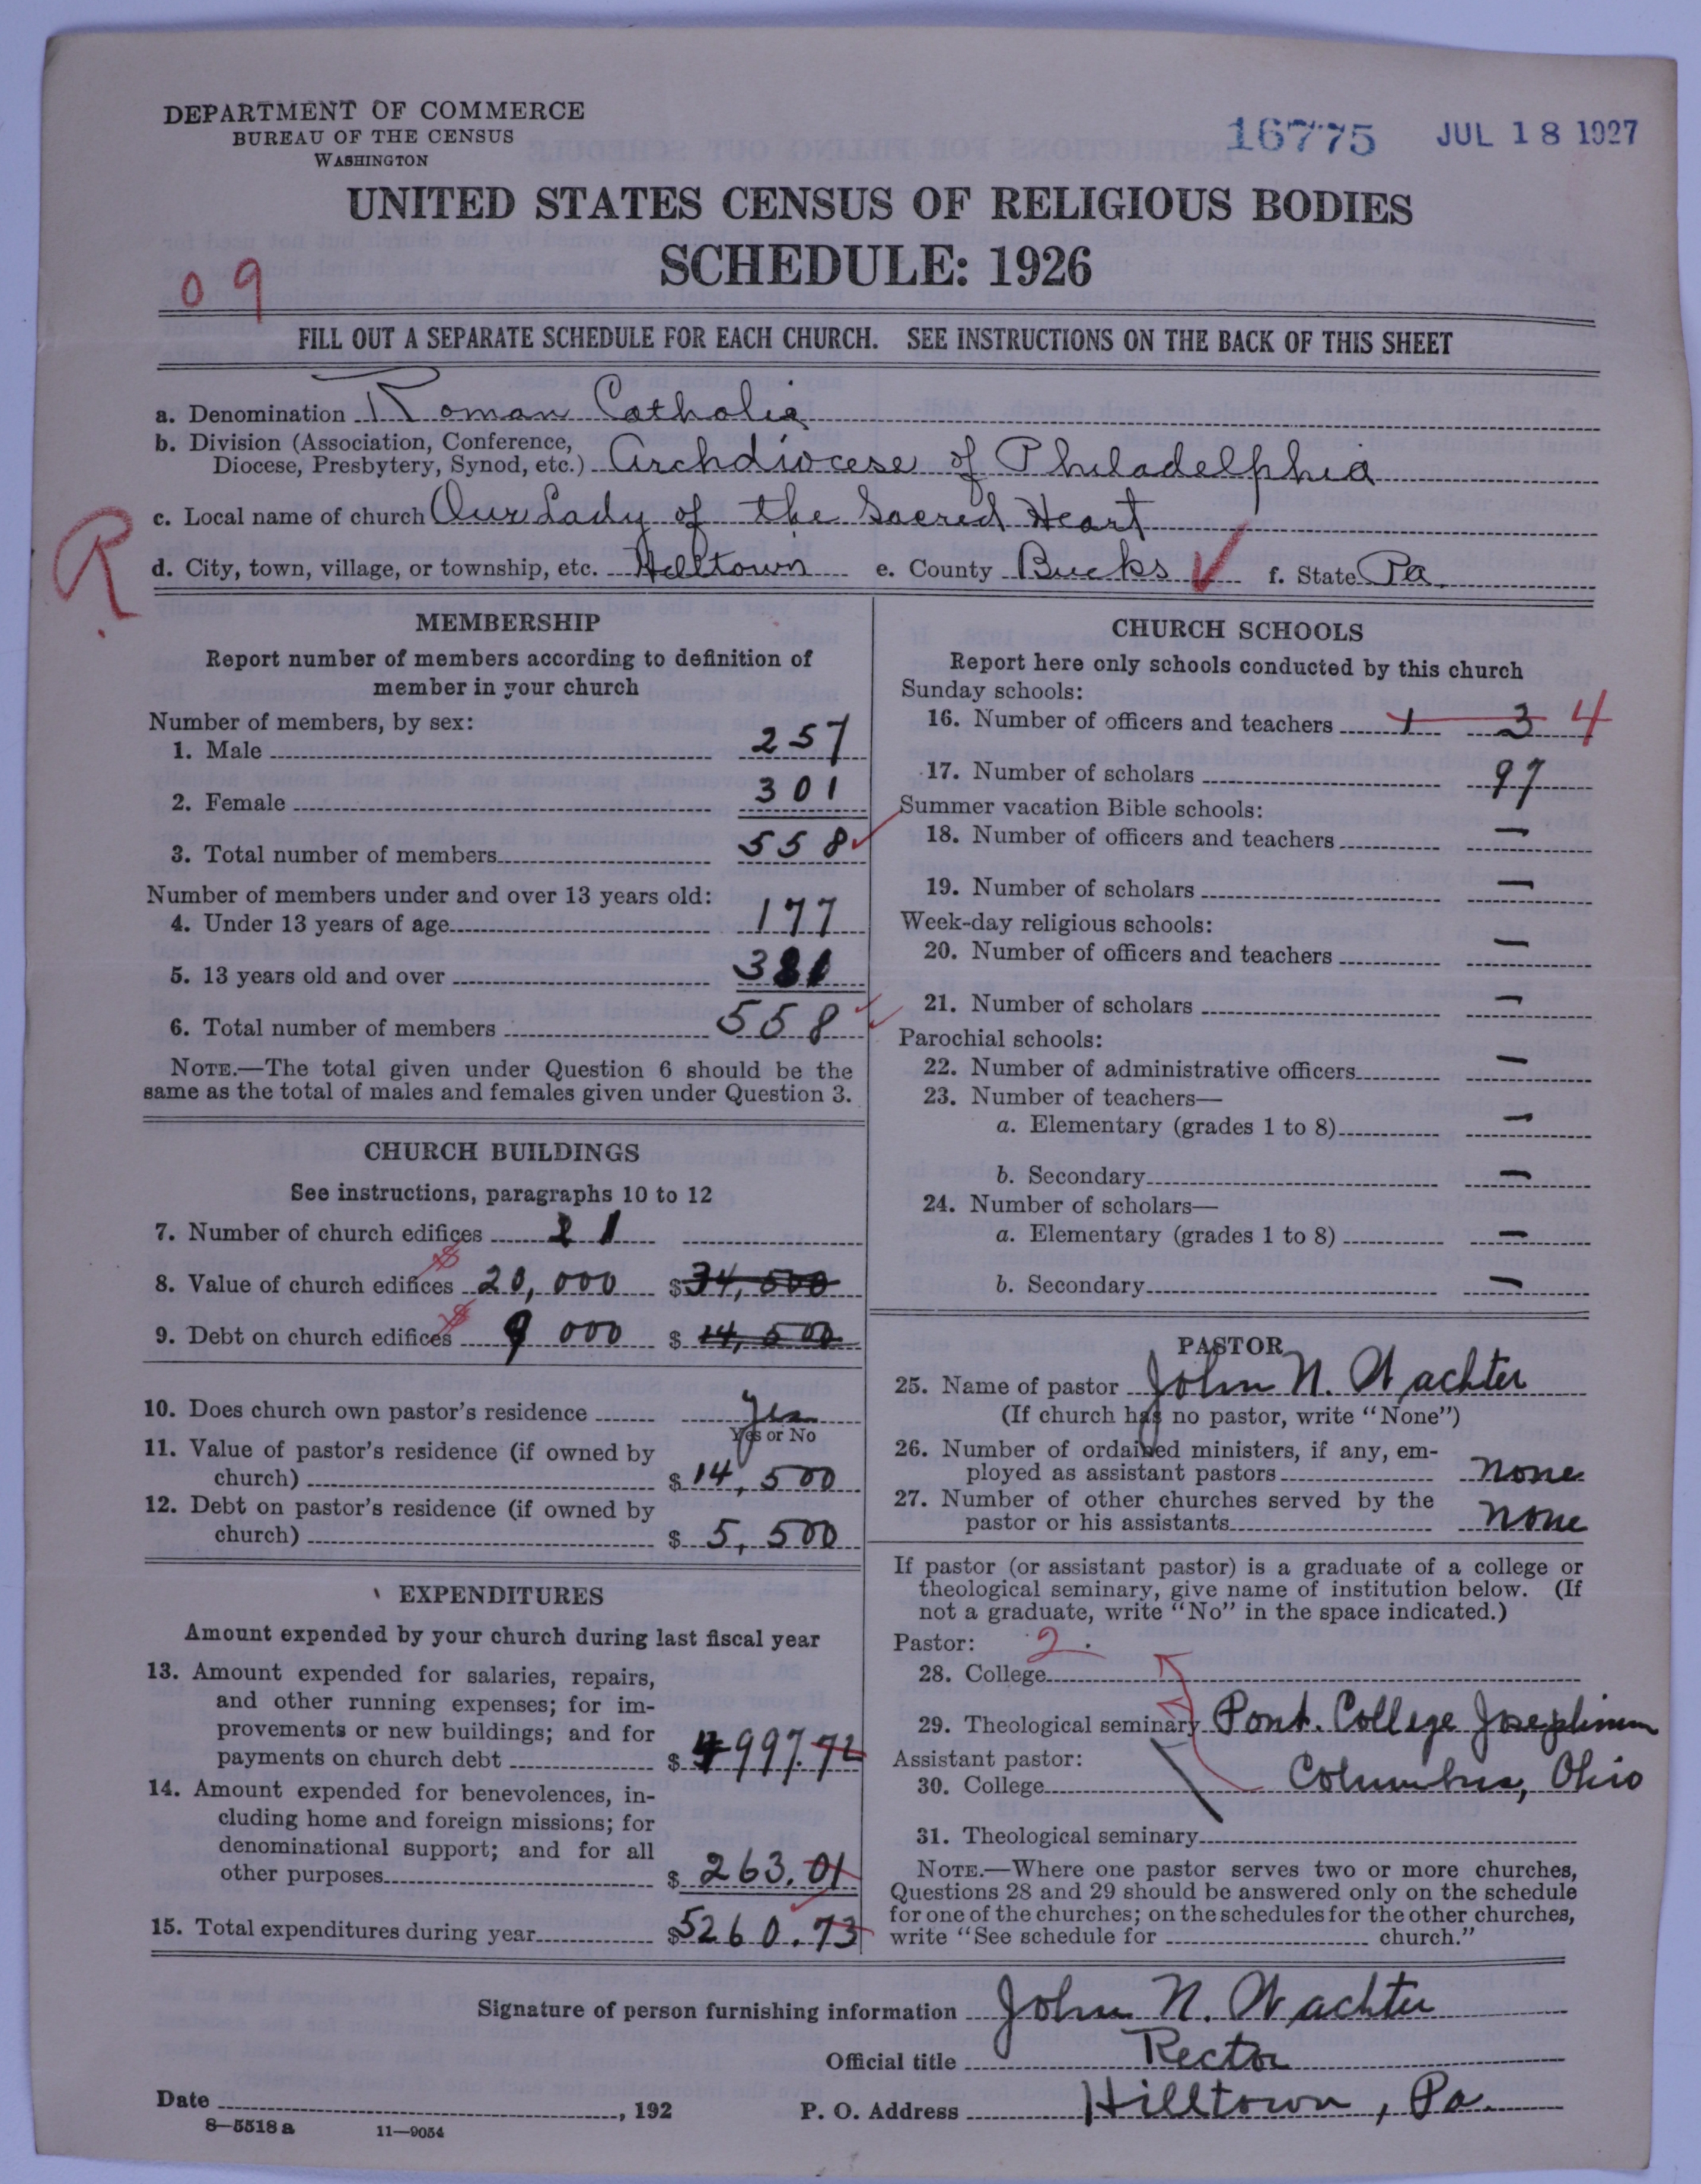 DEPARTMENT OF COMMERCE
BUREAU OF THE CENSUS
WASHINGTON
16775 JUL 18 1927
UNITED STATES CENSUS OF RELIGIOUS BODIES
SCHEDULE: 1926
09
FILL OUT A SEPARATE SCHEDULE FOR EACH CHURCH. SEE INSTRUCTIONS ON THE BACK OF THIS SHEET
a. Denomination Roman Catholic
b. Division (Association, Conference,
Diocese, Presbytery, Synod, etc.) Archdiocese of Philadelphia
c. Local name of church Our Lady of the Sacred Heart
R
d. City, town, village, or township, etc. Hilltown e. County Bucks f. State Pa.
MEMBERSHIP
Report number of members according to definition of
member in your church
Number of members, by sex:
1. Male 257
2. Female 301
3. Total number of members 558
Number of members under and over 13 years old:
4. Under 13 years of age 177
5. 13 years old and over 381
6. Total number of members 558
NOTE.—The total given under Question 6 should be the
same as the total of males and females given under Question 3.
CHURCH BUILDINGS
See instructions, paragraphs 10 to 12
7. Number of church edifices 1
8. Value of church edifices 20,000 $ 34,500
9. Debt on church edifices 9 000 $ 14,500
10. Does church own pastor's residence yes
Yes or No
11. Value of pastor's residence (if owned by
church) $ 14,500
12. Debt on pastor's residence (if owned by
church) $ 5,500
EXPENDITURES
Amount expended by your church during last fiscal year
13. Amount expended for salaries, repairs,
and other running expenses; for im-
provements or new buildings; and for
payments on church debt $ 4997.72
14. Amount expended for benevolences, in-
cluding home and foreign missions; for
denominational support; and for all
other purposes $ 263.01
15. Total expenditures during year $5260.73
CHURCH SCHOOLS
Report here only schools conducted by this church
Sunday schools:
16. Number of officers and teachers 1 3 4
17. Number of scholars 97
Summer vacation Bible schools:
18. Number of officers and teachers —
19. Number of scholars —
Week-day religious schools:
20. Number of officers and teachers —
21. Number of scholars —
Parochial schools:
22. Number of administrative officers —
23. Number of teachers—
a. Elementary (grades 1 to 8) —
b. Secondary —
24. Number of scholars—
a. Elementary (grades 1 to 8) —
b. Secondary —
PASTOR
25. Name of pastor John N. Wachter
(If church has no pastor, write "None")
26. Number of ordained ministers, if any, em-
ployed as assistant pastors none
27. Number of other churches served by the
pastor or his assistants none
If pastor (or assistant pastor) is a graduate of a college or
theological seminary, give name of institution below. (If
not a graduate, write "No" in the space indicated.)
Pastor: 2
28. College
29. Theological seminary Pont. College Josephinum
Assistant pastor:
30. College Columbus, Ohio
31. Theological seminary
NOTE.—Where one pastor serves two or more churches,
Questions 28 and 29 should be answered only on the schedule
for one of the churches; on the schedules for the other churches,
write "See schedule for church."
Signature of person furnishing information John N. Wachter
Official title Rector
Date , 192 P. O. Address Hilltown, Pa.
8—5518a 11—9054